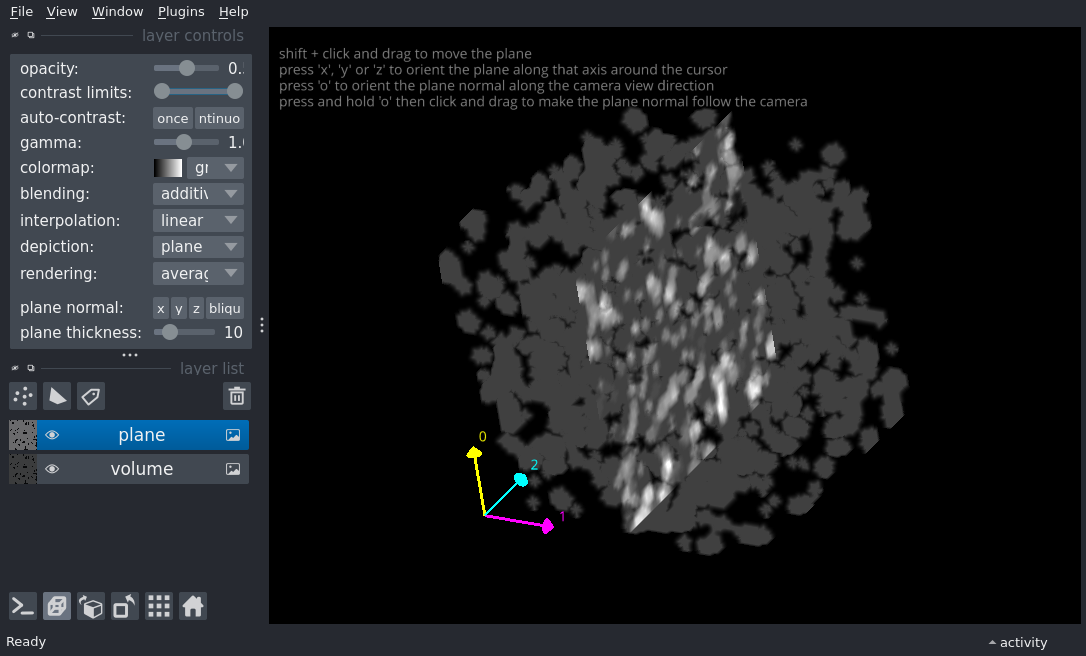 File View Window Plugins Help
layer controls
opacity: 0.
contrast limits:
auto-contrast: once ntinuo
gamma: 1.
colormap: gr
blending: additiv
interpolation: linear
depiction: plane
rendering: averag
plane normal: x y z bliqu
plane thickness: 10
layer list
plane
volume
shift + click and drag to move the plane
press 'x', 'y' or 'z' to orient the plane along that axis around the cursor
press 'o' to orient the plane normal along the camera view direction
press and hold 'o' then click and drag to make the plane normal follow the camera
0
2
1
Ready
activity